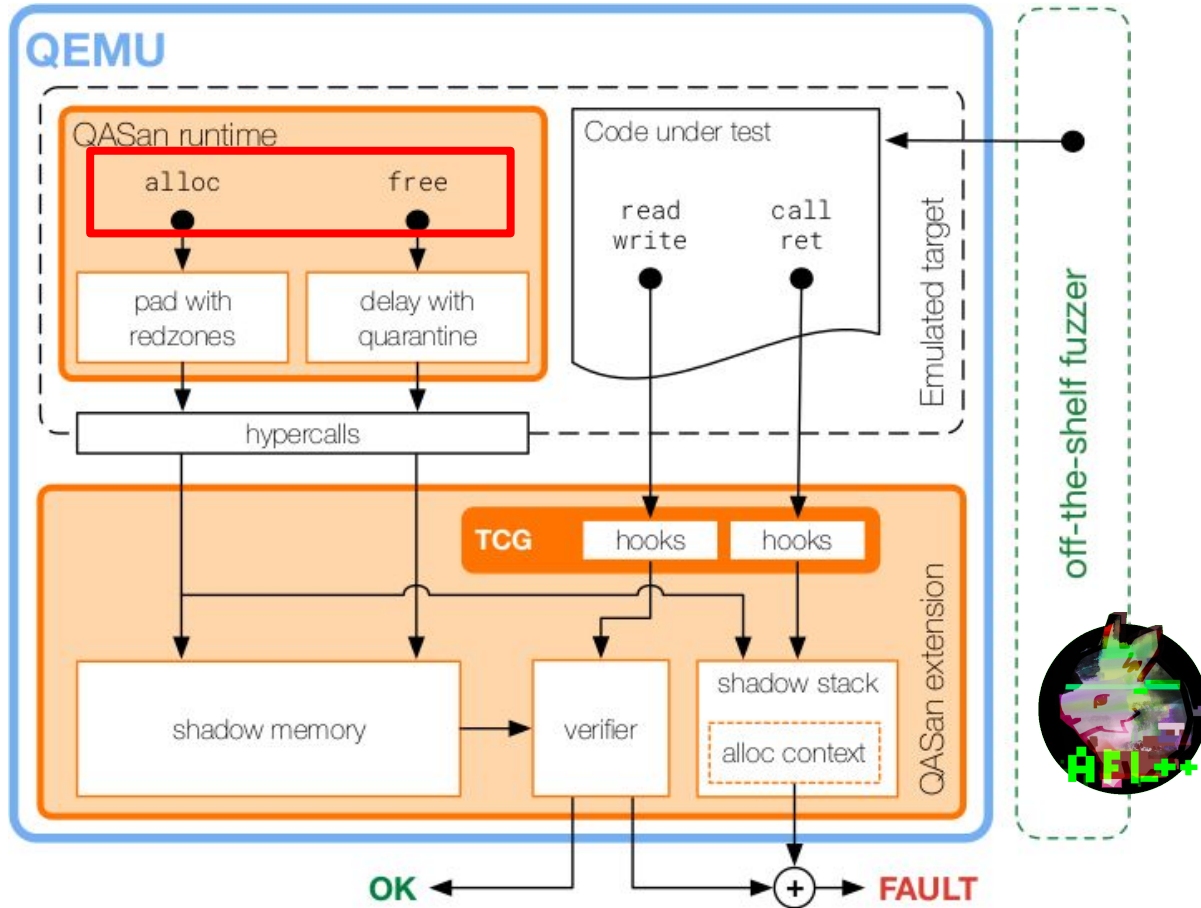 QEMU
QASan runtime
alloc
free
pad with
redzones
delay with
quarantine
Code under test
read
write
call
ret
Emulated target
hypercalls
TCG
hooks
hooks
shadow memory
verifier
shadow stack
alloc context
QASan extension
OK
+
FAULT
off-the-shelf fuzzer
AFL++